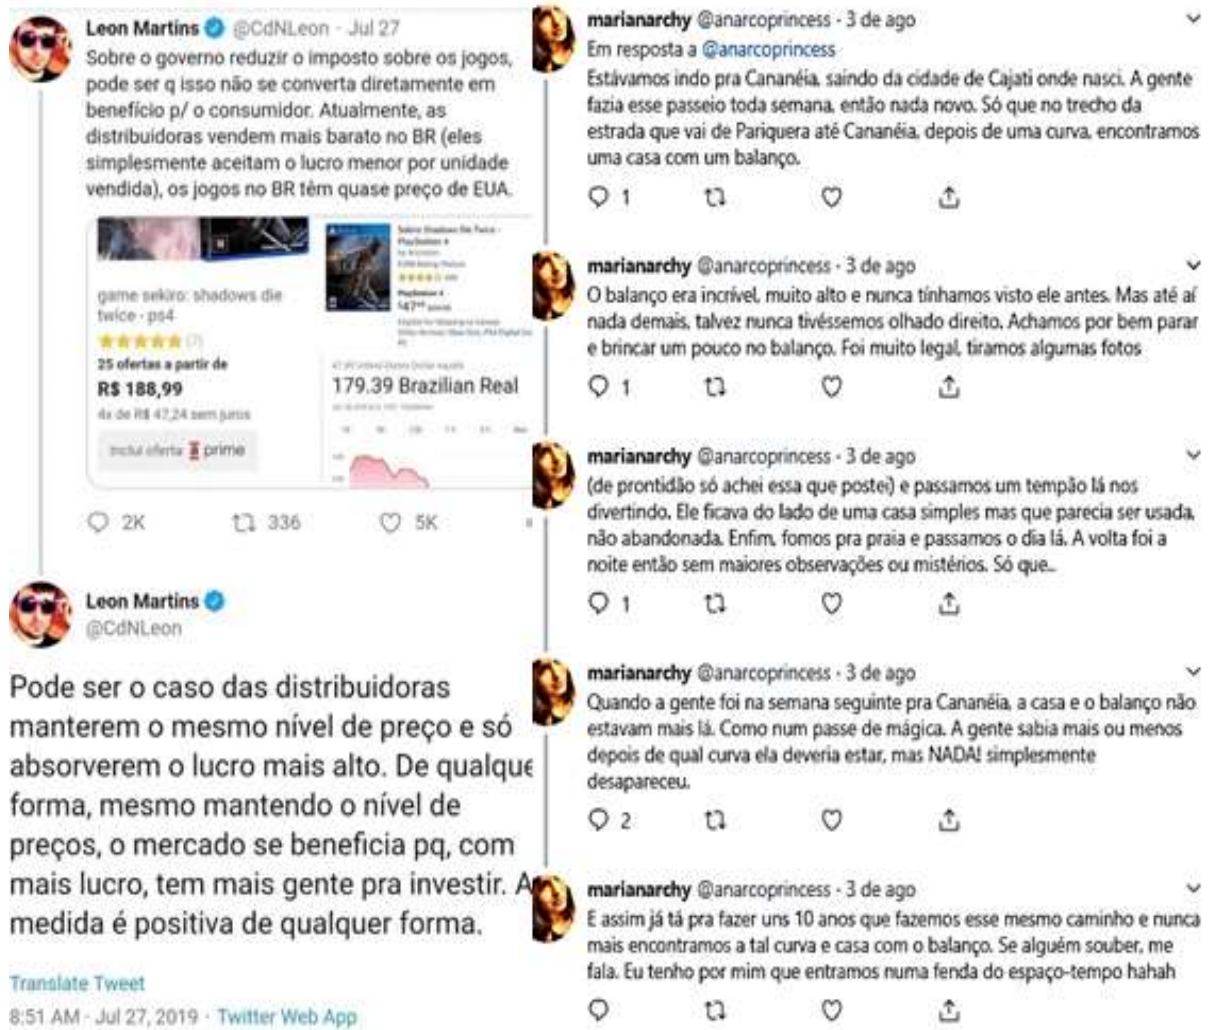 Leon Martins @CdNLeon - Jul 27
Sobre o governo reduzir o imposto sobre os jogos,
pode ser q isso não se converta diretamente em
benefício p/ o consumidor. Atualmente, as
distribuidoras vendem mais barato no BR (eles
simplesmente aceitam o lucro menor por unidade
vendida), os jogos no BR têm quase preço de EUA.
game sekiro: shadows die
twice - ps4
25 ofertas a partir de
R$ 188,99
4x de R$ 47,24 sem juros
Inclui oferta prime
PlayStation 4
179.39 Brazilian Real
2K 336 5K
Leon Martins
@CdNLeon
Pode ser o caso das distribuidoras
manterem o mesmo nível de preço e só
absorverem o lucro mais alto. De qualque
forma, mesmo mantendo o nível de
preços, o mercado se beneficia pq, com
mais lucro, tem mais gente pra investir. A
medida é positiva de qualquer forma.
Translate Tweet
8:51 AM - Jul 27, 2019 · Twitter Web App
marianarchy @anarcoprincess · 3 de ago
Em resposta a @anarcoprincess
Estávamos indo pra Cananéia, saindo da cidade de Cajati onde nasci. A gente
fazia esse passeio toda semana, então nada novo. Só que no trecho da
estrada que vai de Pariquera até Cananéia, depois de uma curva, encontramos
uma casa com um balanço.
1
marianarchy @anarcoprincess · 3 de ago
O balanço era incrível, muito alto e nunca tínhamos visto ele antes. Mas até aí
nada demais, talvez nunca tivéssemos olhado direito. Achamos por bem parar
e brincar um pouco no balanço. Foi muito legal, tiramos algumas fotos
1
marianarchy @anarcoprincess · 3 de ago
(de prontidão só achei essa que postei) e passamos um tempão lá nos
divertindo. Ele ficava do lado de uma casa simples mas que parecia ser usada,
não abandonada. Enfim, fomos pra praia e passamos o dia lá. A volta foi a
noite então sem maiores observações ou mistérios. Só que...
1
marianarchy @anarcoprincess · 3 de ago
Quando a gente foi na semana seguinte pra Cananéia, a casa e o balanço não
estavam mais lá. Como num passe de mágica. A gente sabia mais ou menos
depois de qual curva ela deveria estar, mas NADA! simplesmente
desapareceu.
2
marianarchy @anarcoprincess · 3 de ago
E assim já tá pra fazer uns 10 anos que fazemos esse mesmo caminho e nunca
mais encontramos a tal curva e casa com o balanço. Se alguém souber, me
fala. Eu tenho por mim que entramos numa fenda do espaço-tempo hahah